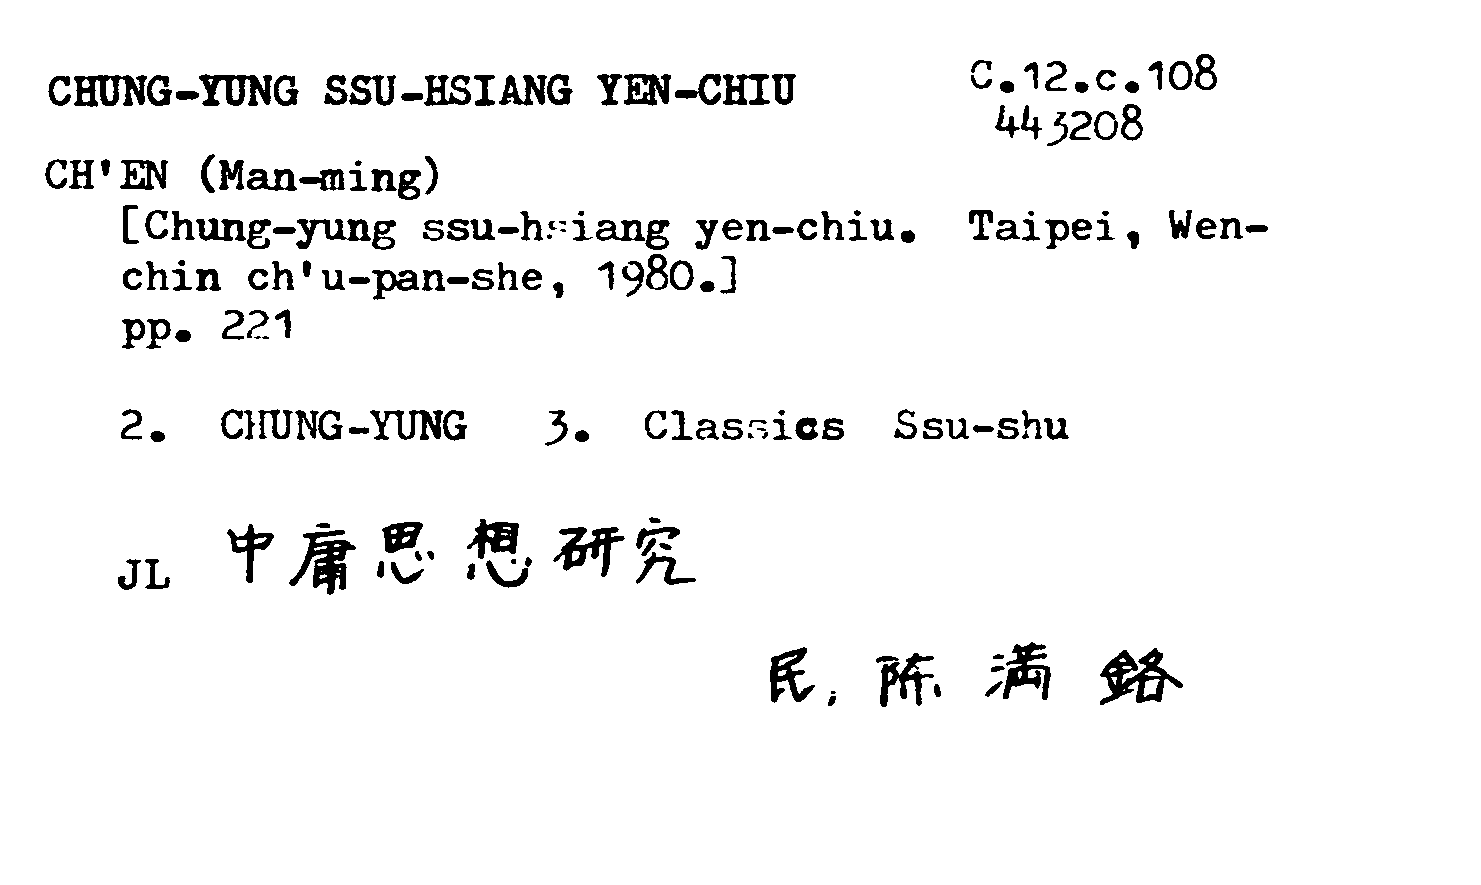 CHUNG-YUNG SSU-HSIANG YEN-CHIU C.12.c.108
443208
CH'EN (Man-ming)
[Chung-yung ssu-hsiang yen-chiu. Taipei, Wen-
chin ch'u-pan-she, 1980.]
pp. 221
2. CHUNG-YUNG 3. Classics Ssu-shu
JL 中庸思想研究
民, 陈满銘